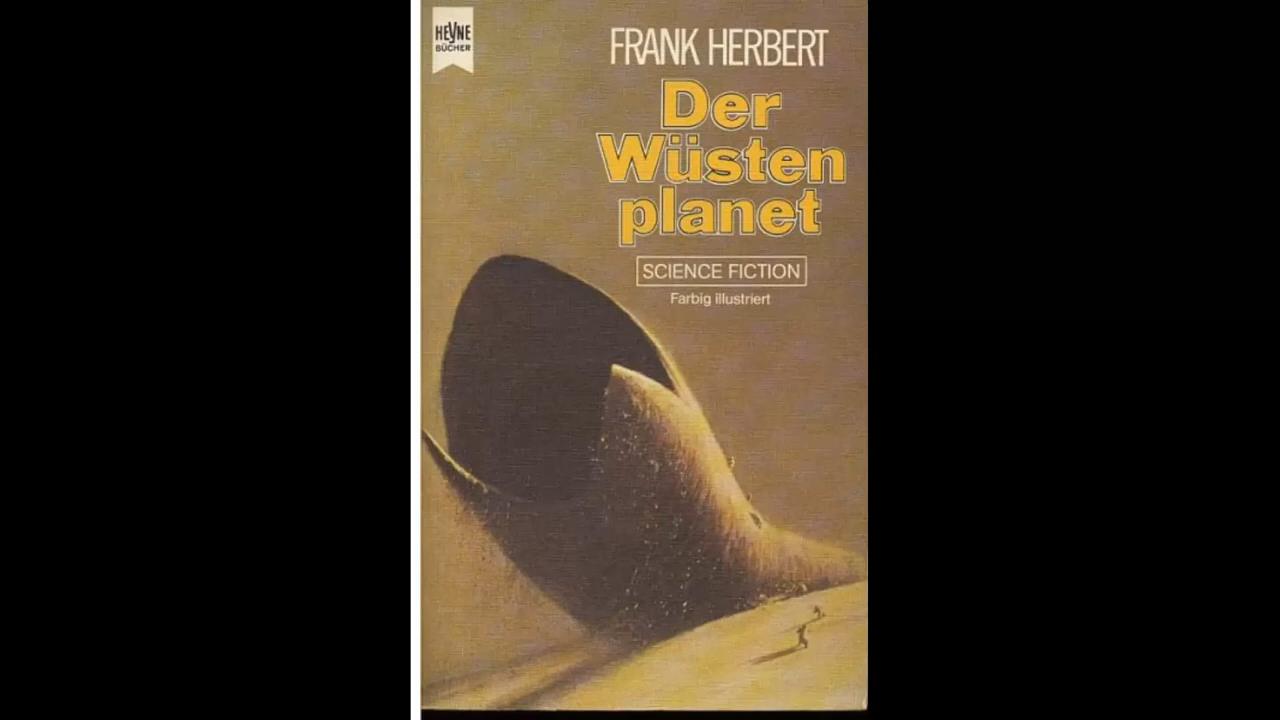 HEYNE
BÜCHER
FRANK HERBERT
Der
Wüsten
planet
SCIENCE FICTION
Farbig illustriert